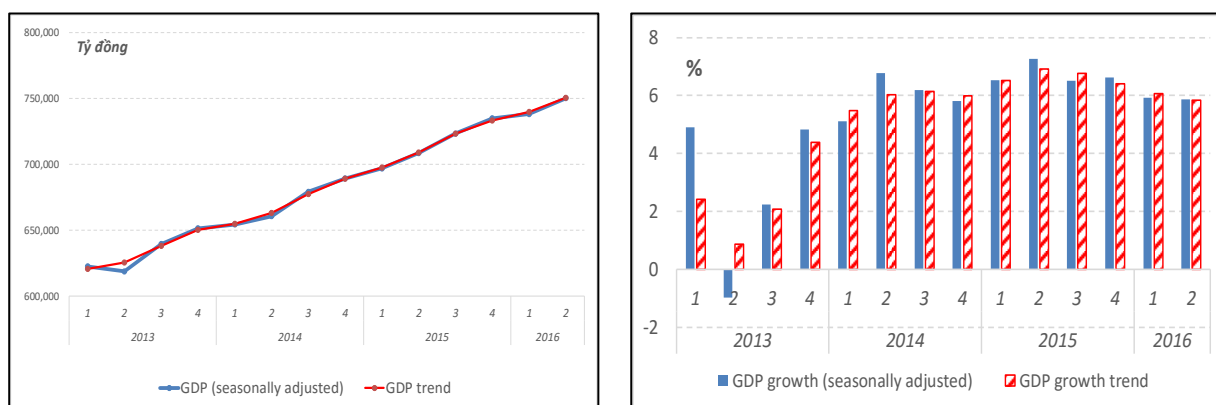 800,000
Tỷ đồng
750,000
700,000
650,000
600,000
1 2 3 4 1 2 3 4 1 2 3 4 1 2
2013 2014 2015 2016
GDP (seasonally adjusted) GDP trend
8
%
6
4
2
0
1 2 3 4 1 2 3 4 1 2 3 4 1 2
-2
2013 2014 2015 2016
GDP growth (seasonally adjusted) GDP growth trend